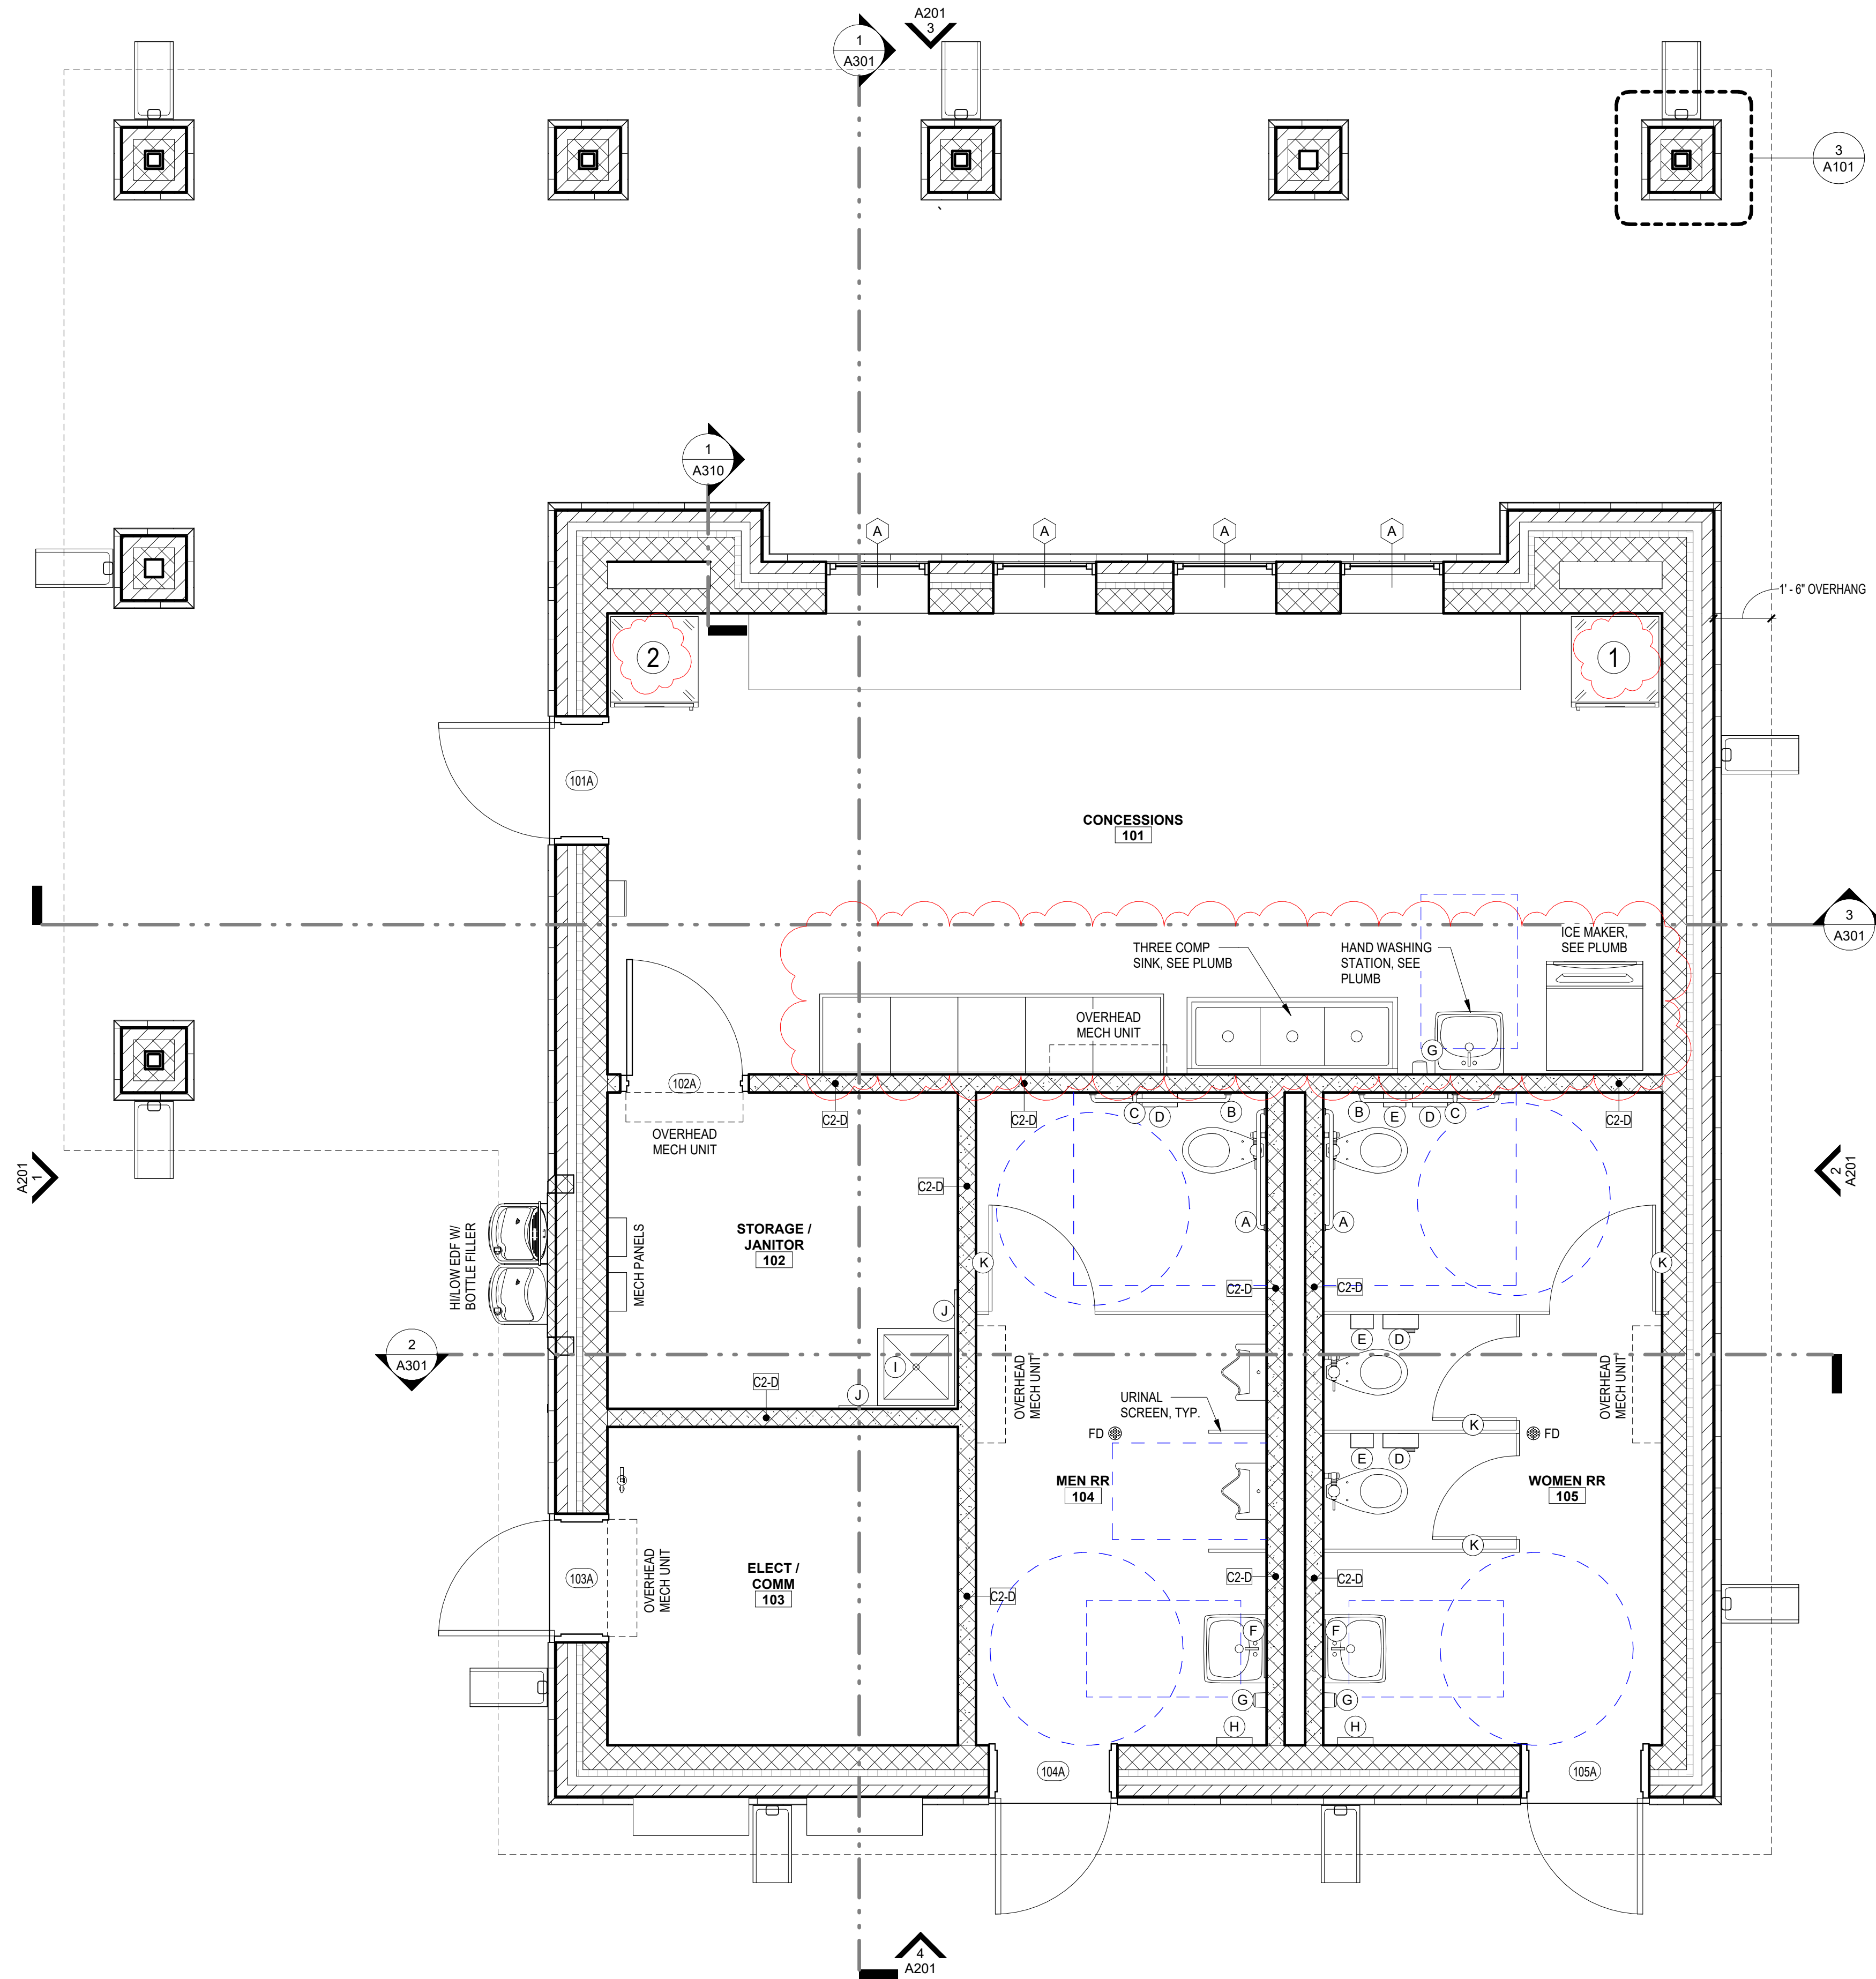 A201
3
1
A301
3
A101
1
A310
A
A
A
A
1' - 6" OVERHANG
2
1
101A
CONCESSIONS
101
3
A301
THREE COMP
SINK, SEE PLUMB
HAND WASHING
STATION, SEE
PLUMB
ICE MAKER,
SEE PLUMB
OVERHEAD
MECH UNIT
G
102A
C2-D
C2-D
C
D
B
B
E
D
C
C2-D
OVERHEAD
MECH UNIT
A201
1
2
A201
C2-D
HI/LOW EDF W/
BOTTLE FILLER
MECH PANELS
STORAGE /
JANITOR
102
A
A
K
K
C2-D
C2-D
J
2
A301
I
J
C2-D
OVERHEAD
MECH UNIT
E
D
OVERHEAD
MECH UNIT
URINAL
SCREEN, TYP.
K
FD
FD
E
D
MEN RR
104
WOMEN RR
105
K
103A
OVERHEAD
MECH UNIT
ELECT /
COMM
103
C2-D
C2-D
C2-D
F
F
G
G
H
H
104A
105A
4
A201